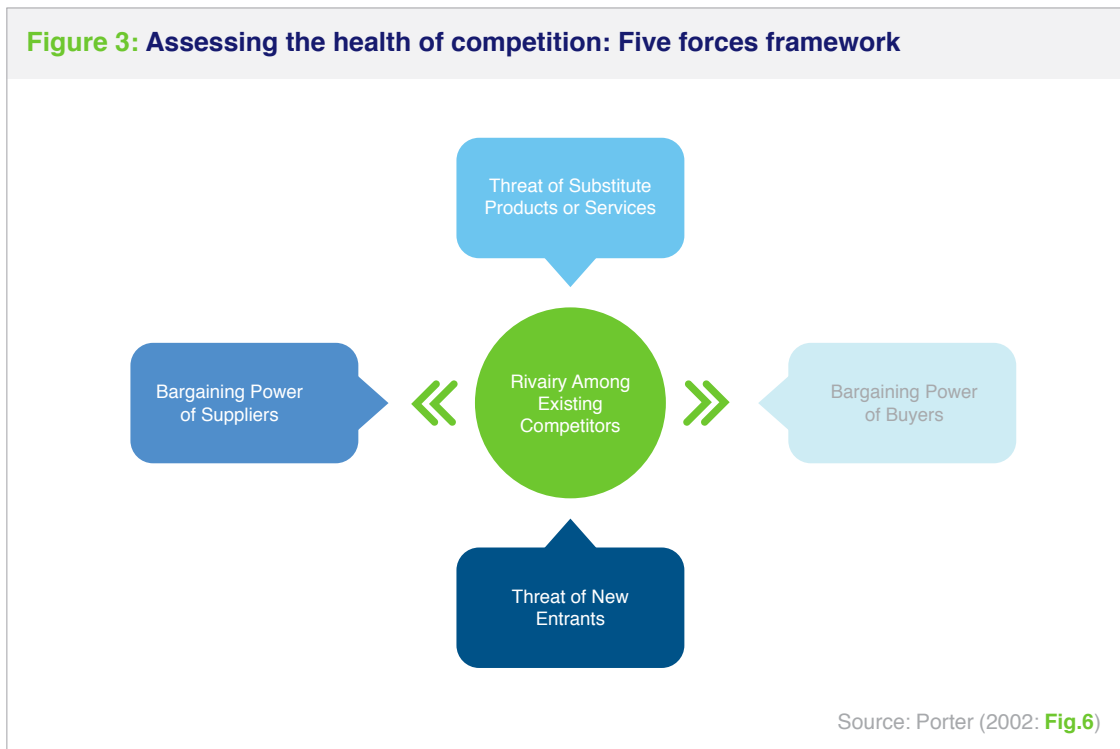 Figure 3: Assessing the health of competition: Five forces framework
Threat of Substitute
Products or Services
Bargaining Power
of Suppliers
Rivairy Among
Existing
Competitors
Bargaining Power
of Buyers
Threat of New
Entrants
Source: Porter (2002: Fig.6)